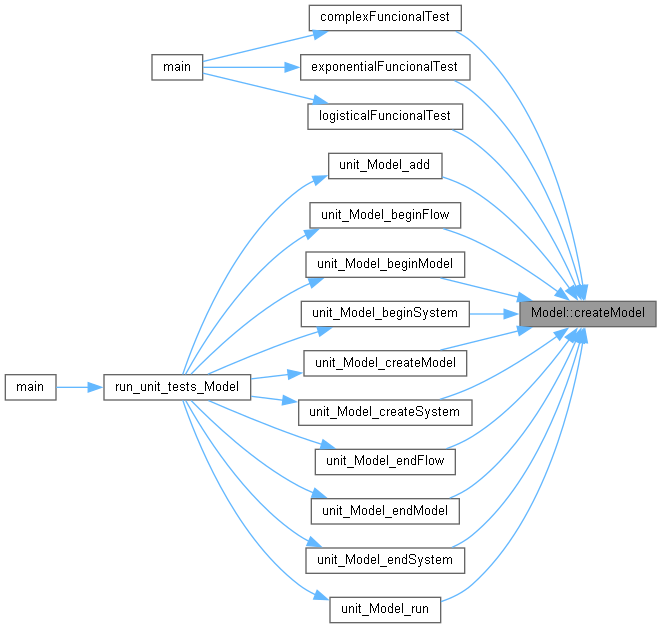 complexFuncionalTest
main
exponentialFuncionalTest
logisticalFuncionalTest
unit_Model_add
unit_Model_beginFlow
unit_Model_beginModel
unit_Model_beginSystem
Model::createModel
unit_Model_createModel
main
run_unit_tests_Model
unit_Model_createSystem
unit_Model_endFlow
unit_Model_endModel
unit_Model_endSystem
unit_Model_run